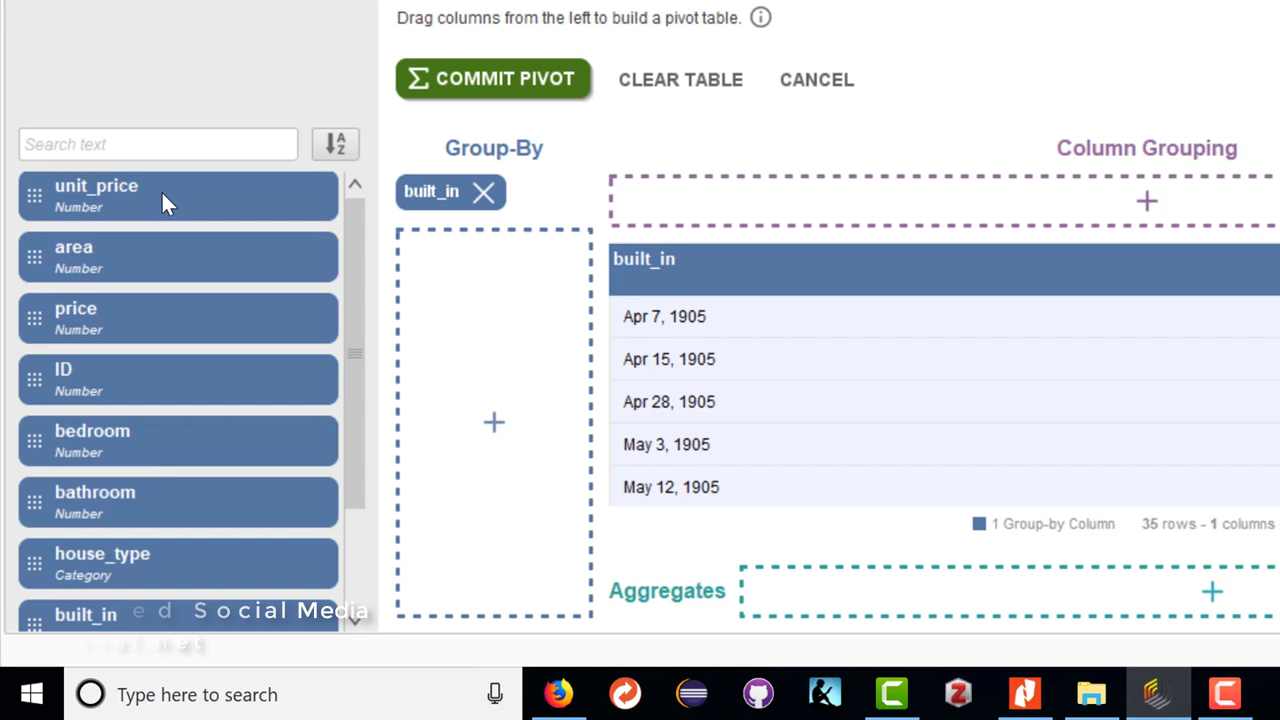 Drag columns from the left to build a pivot table.
COMMIT PIVOT CLEAR TABLE CANCEL
Search text
A
Z
unit_price
Number
area
Number
price
Number
ID
Number
bedroom
Number
bathroom
Number
house_type
Category
built_in
ed Social Media
Group-By
built_in
Column Grouping
built_in
Apr 7, 1905
Apr 15, 1905
Apr 28, 1905
May 3, 1905
May 12, 1905
1 Group-by Column 35 rows - 1 columns
Aggregates
Type here to search